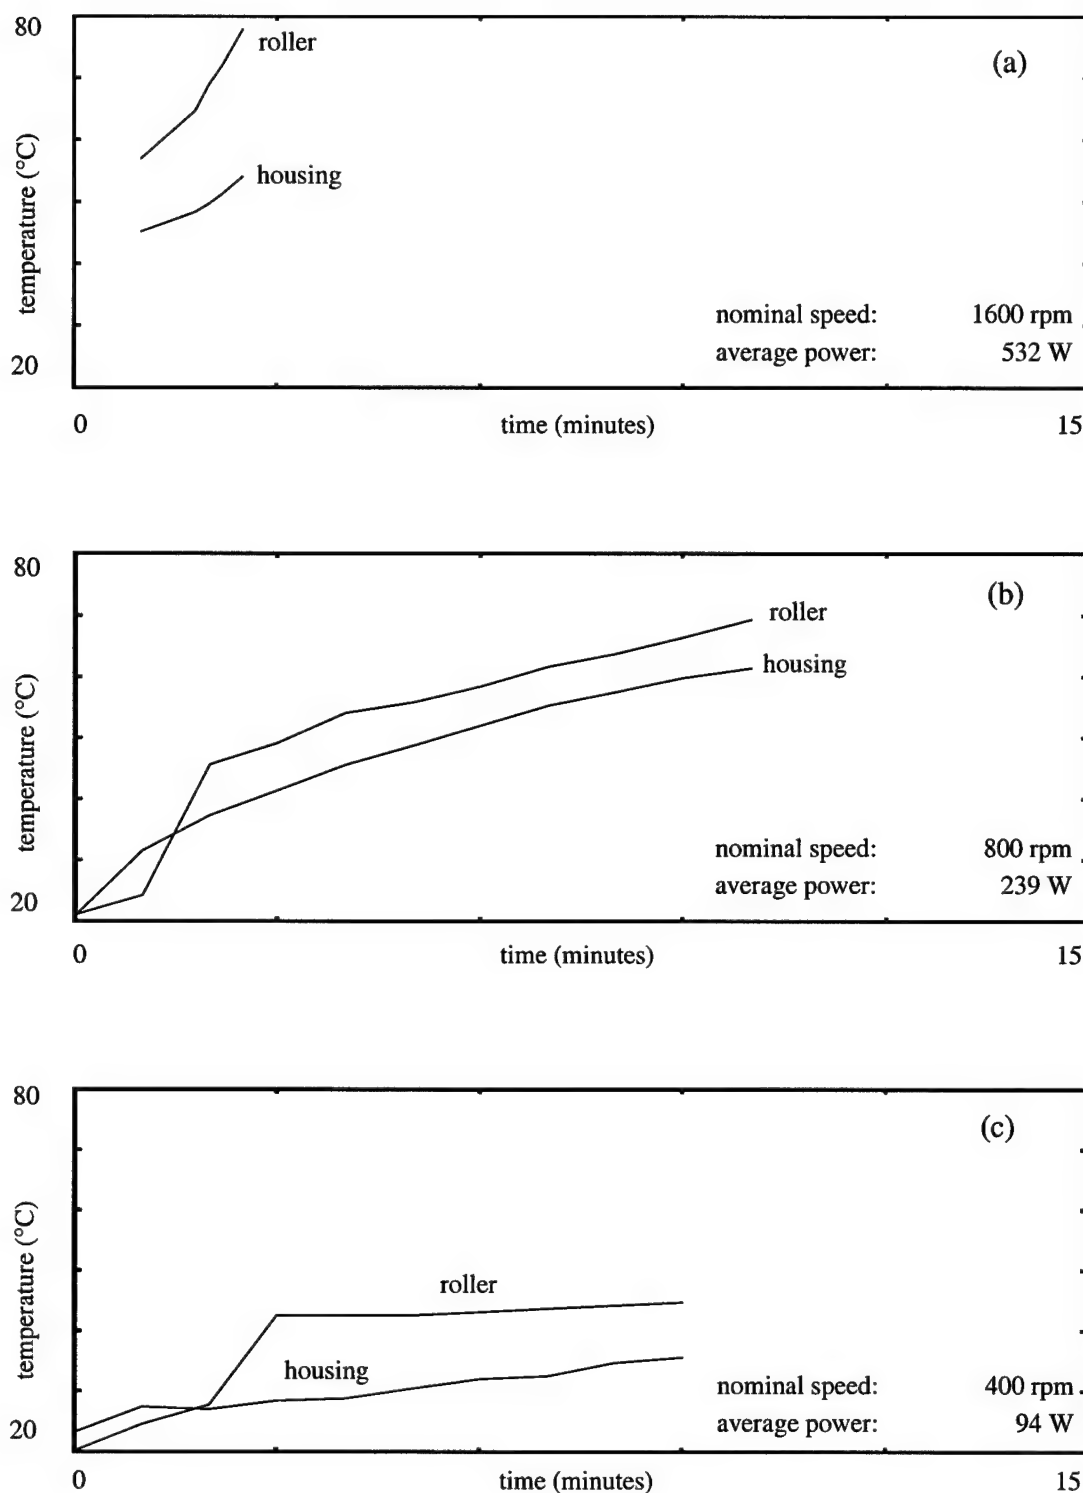 80
roller
(a)
housing
temperature (°C)
nominal speed: 1600 rpm
average power: 532 W
20
0 time (minutes) 15
80
(b)
roller
housing
temperature (°C)
nominal speed: 800 rpm
average power: 239 W
20
0 time (minutes) 15
80
(c)
roller
temperature (°C)
housing
nominal speed: 400 rpm
average power: 94 W
20
0 time (minutes) 15